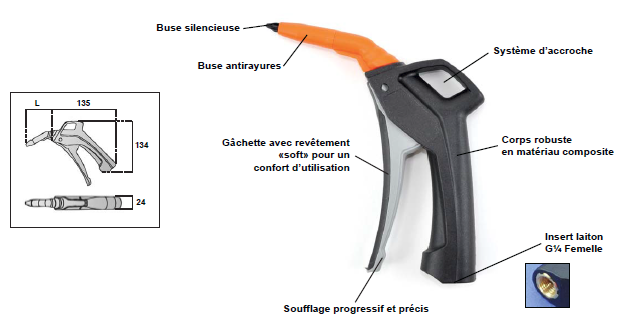 Buse silencieuse
Buse antirayures
Système d'accroche
L
135
134
24
Gâchette avec revêtement
«soft» pour un
confort d'utilisation
Corps robuste
en matériau composite
Insert laiton
G¼ Femelle
Soufflage progressif et précis